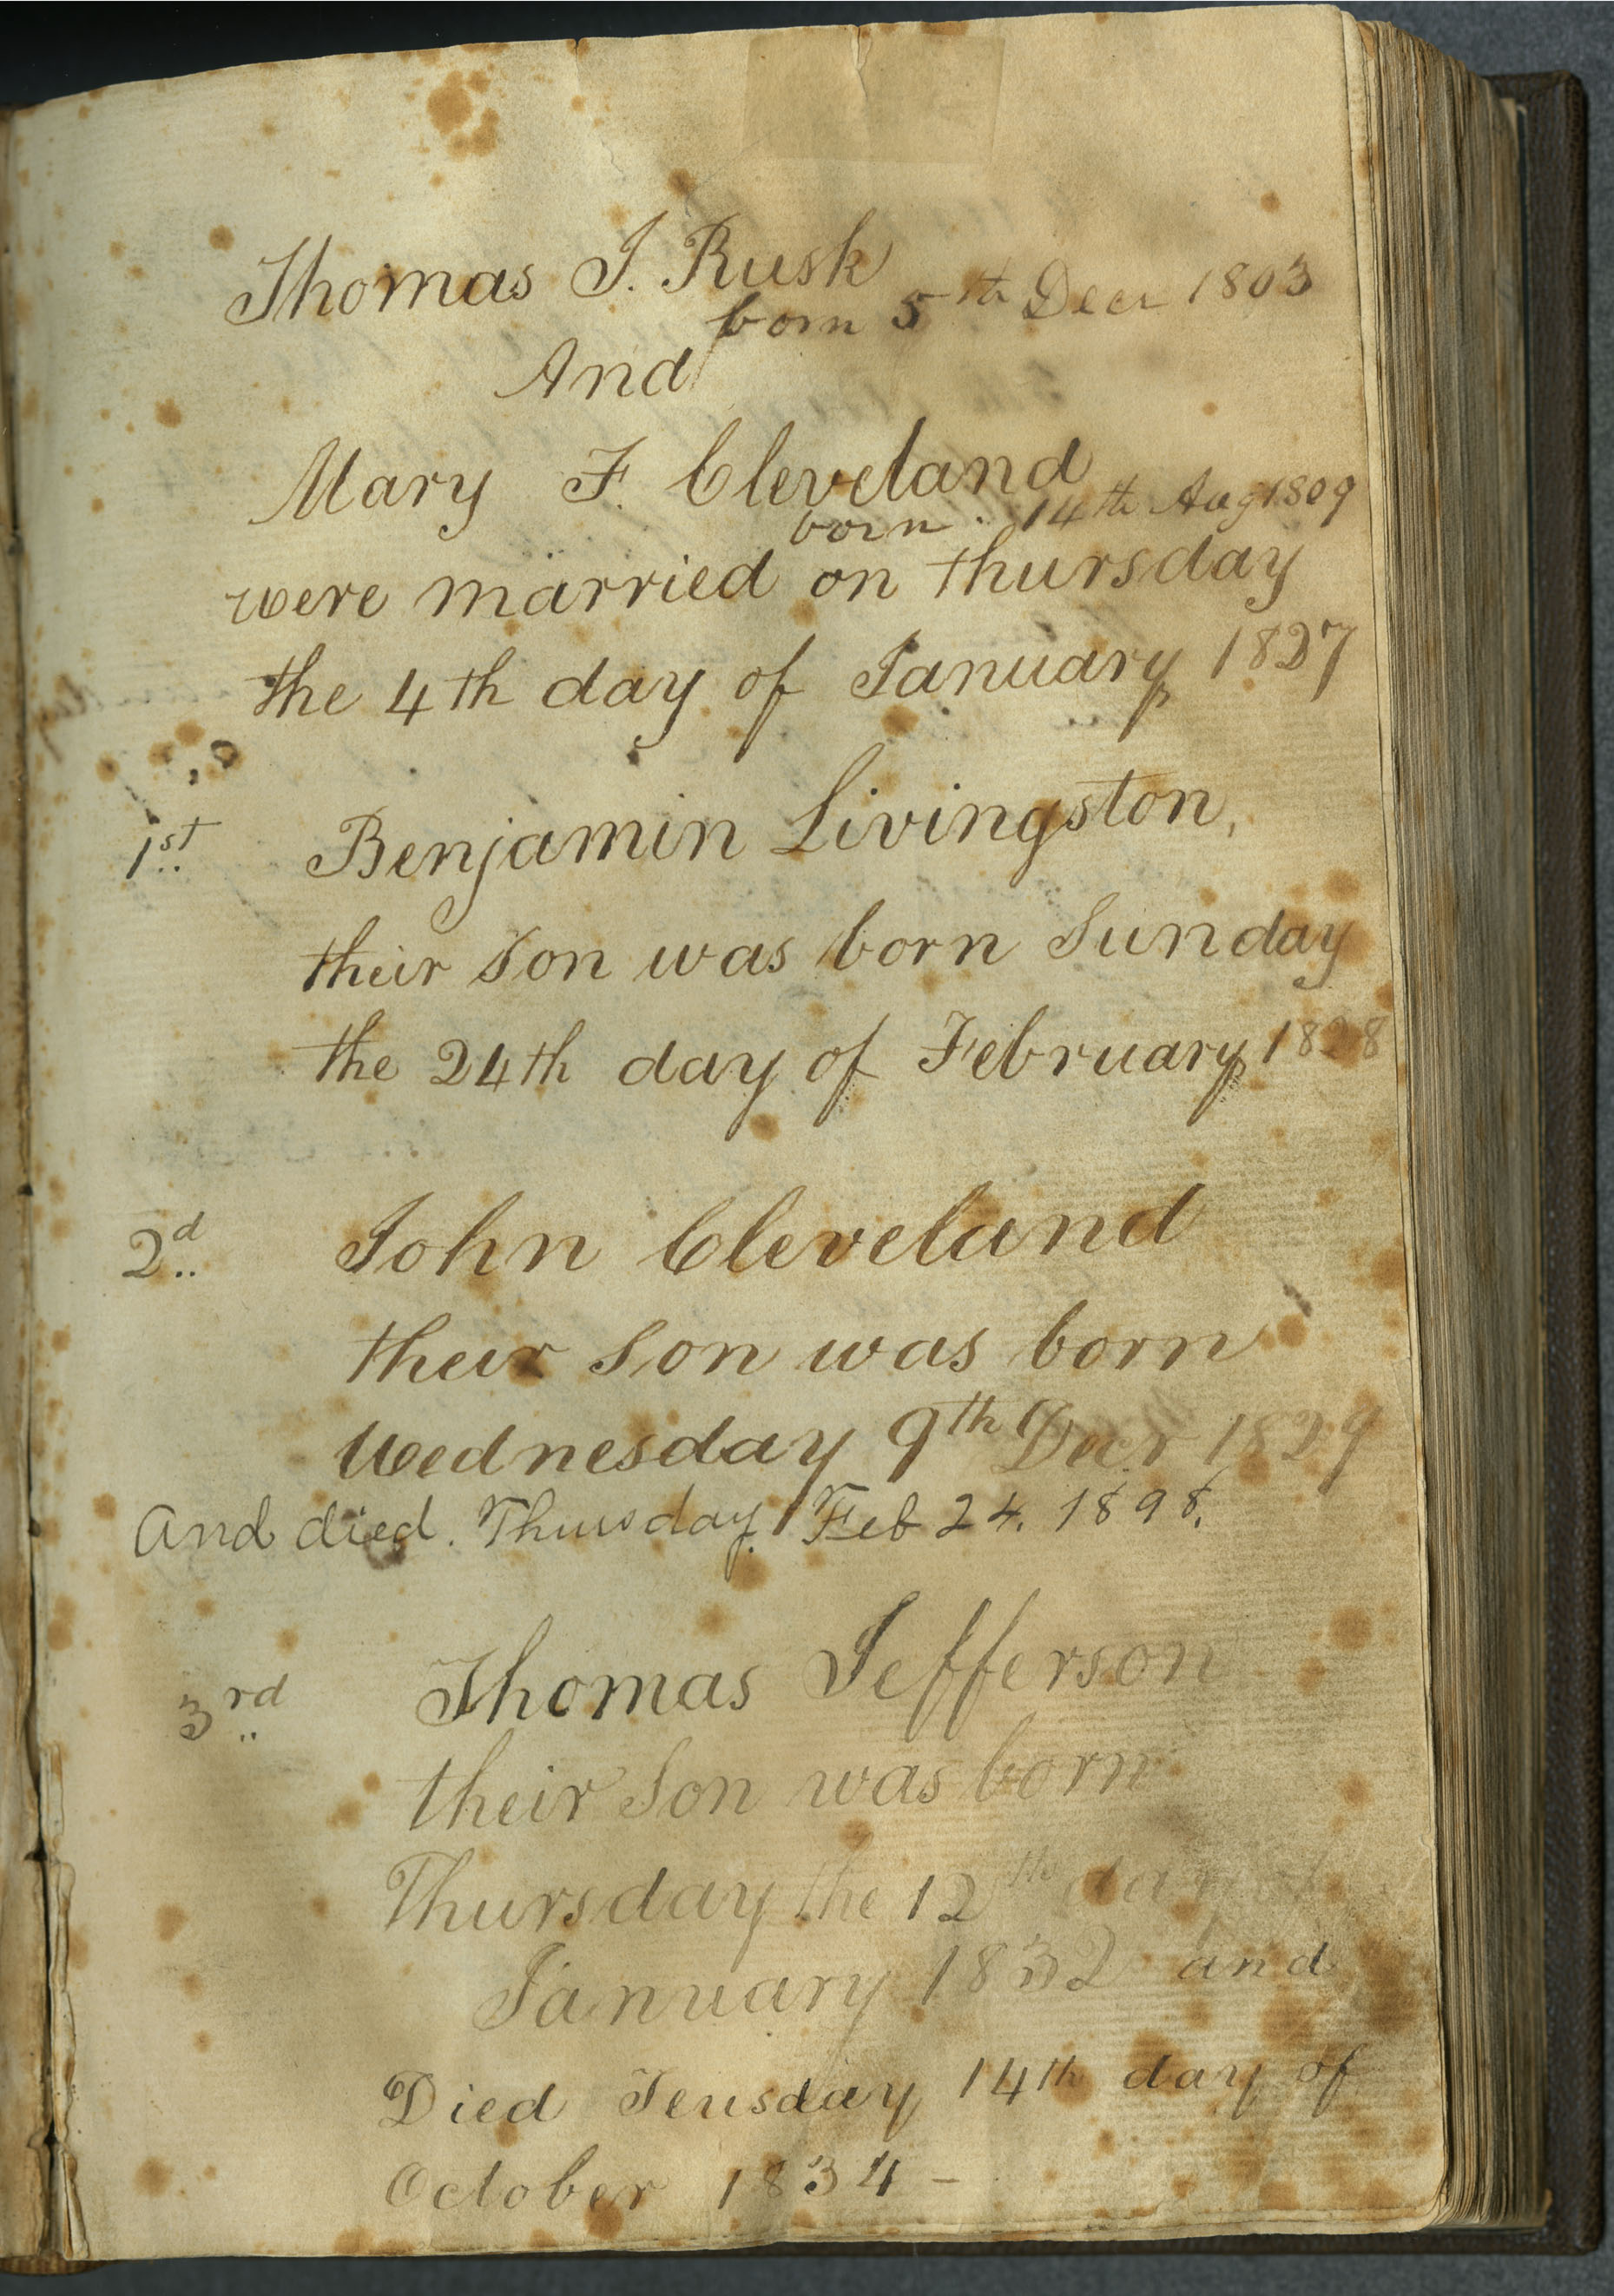 Thomas J. Rusk
born 5th Decr 1803
And
Mary F. Cleveland
born 14th Aug 1809
were married on thursday
the 4th day of January 1827
1st Benjamin Livingston,
their Son was born Sunday
the 24th day of February 1828
2d John Cleveland
their Son was born
Wednesday 9th Decr 1829
And died. Thursday Feb 24. 1898.
3rd Thomas Jefferson
their Son was born
Thursday the 12th day of
January 1832 and
Died Teusday 14th day of
October 1834 -